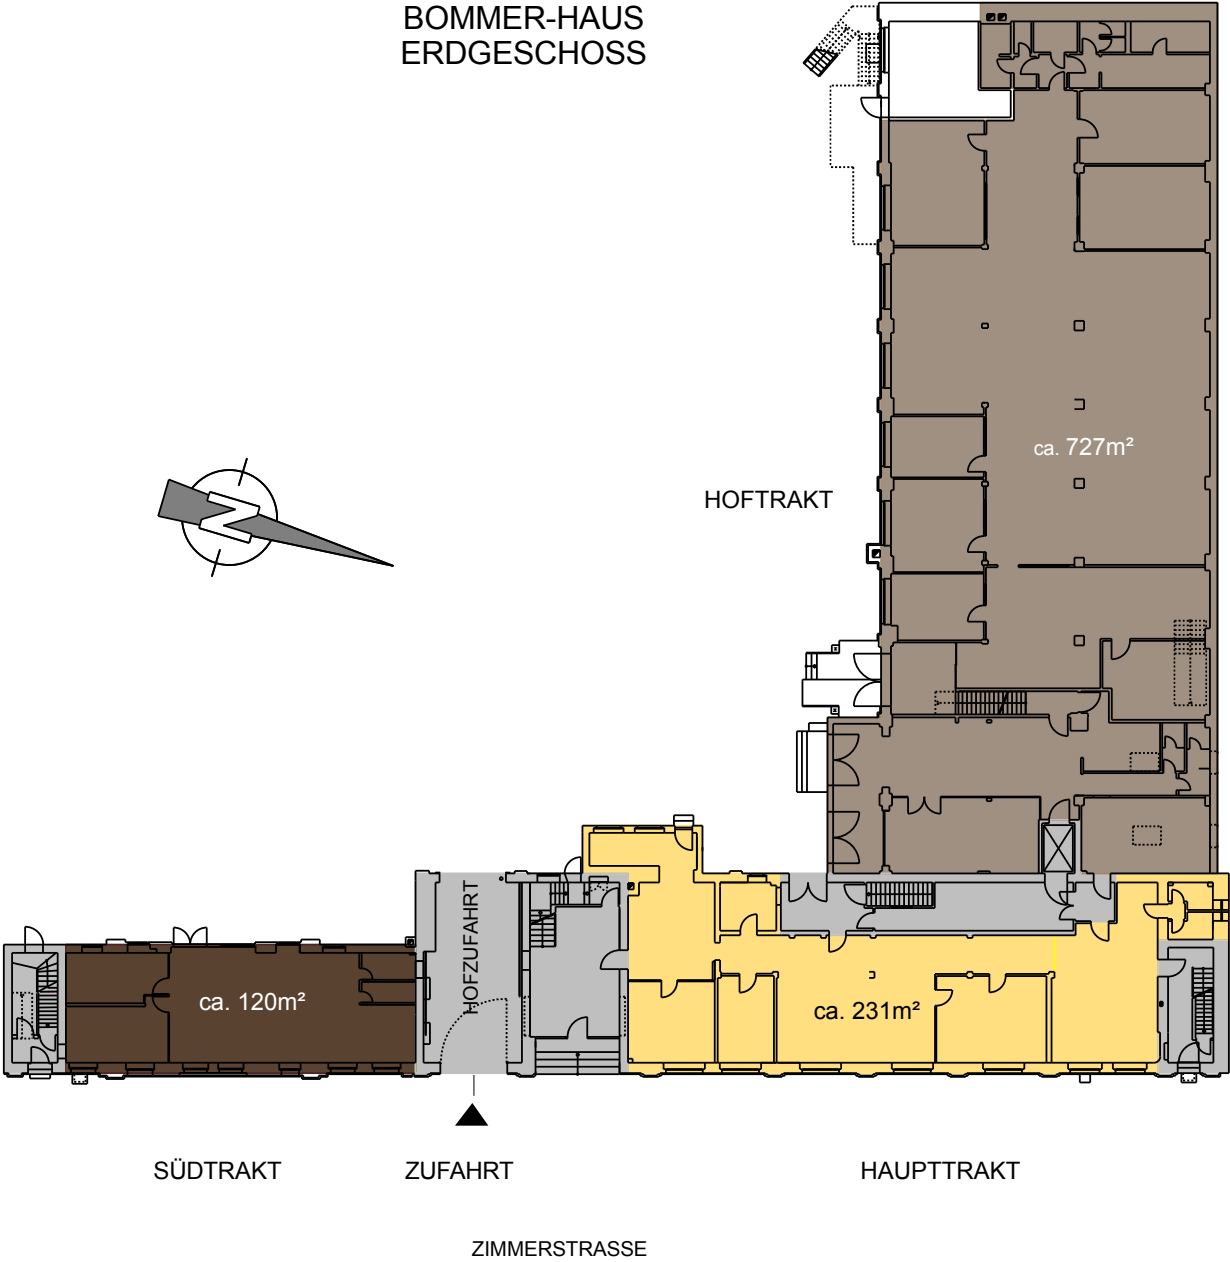 BOMMER-HAUS
ERDGESCHOSS
ca. 727m²
HOFTRAKT
N
HOFZUFAHRT
ca. 120m²
ca. 231m²
SÜDTRAKT
ZUFAHRT
HAUPTTRAKT
ZIMMERSTRASSE